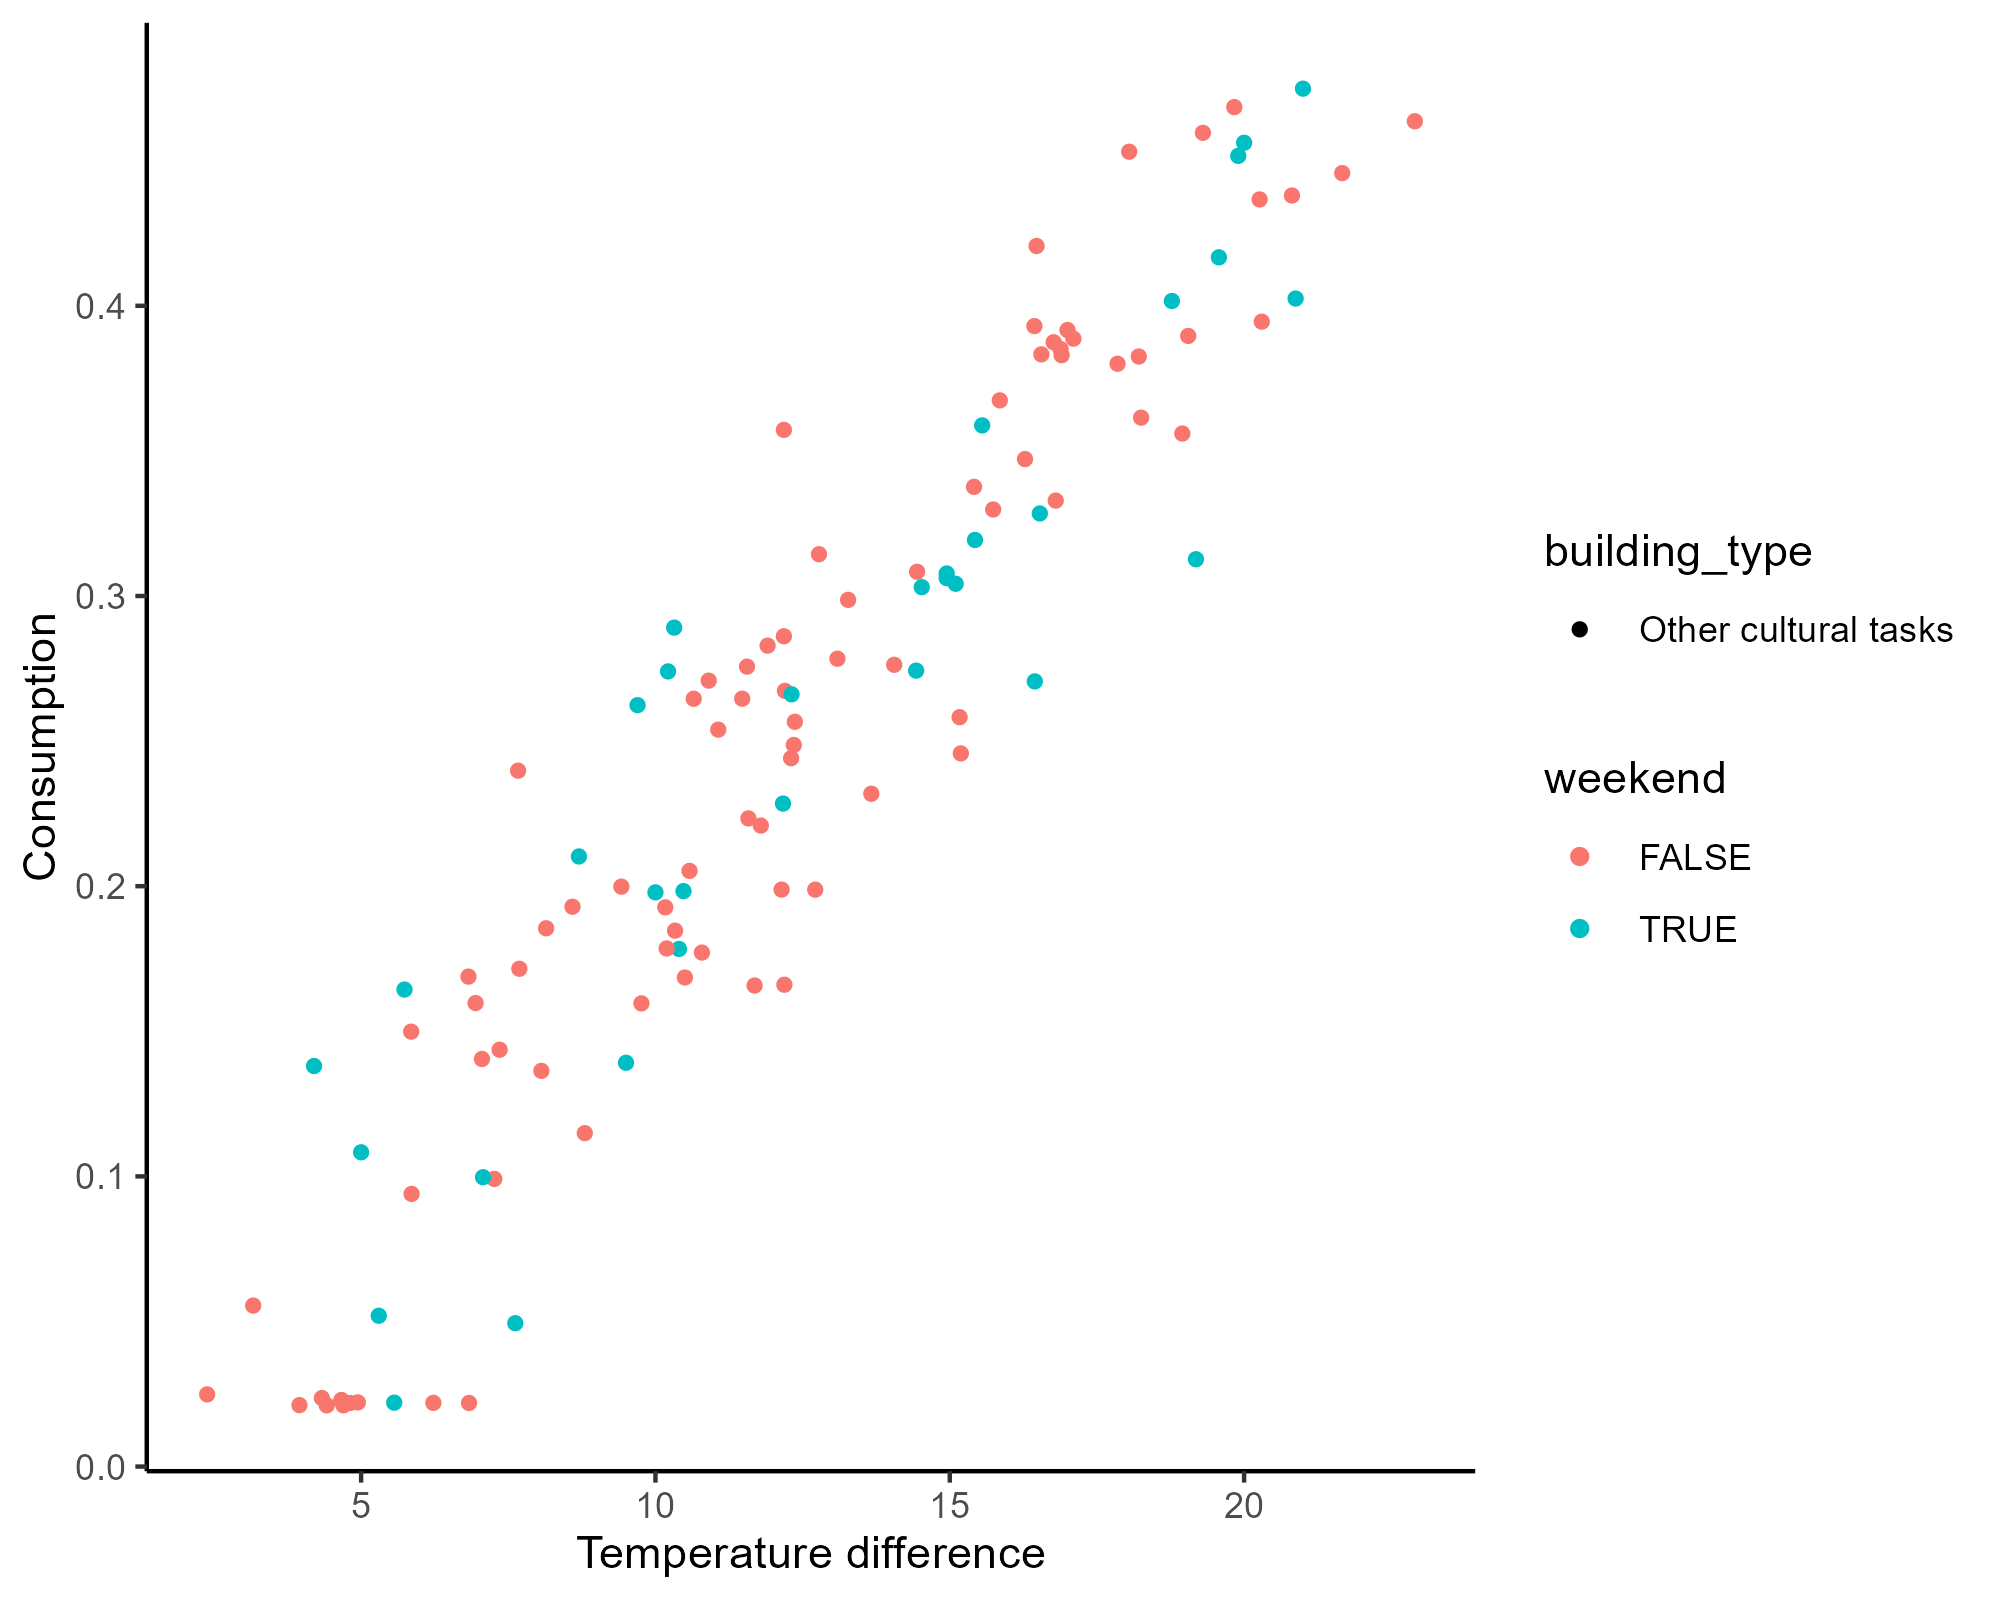 0.4
0.3
0.2
0.1
0.0
5 10 15 20
Temperature difference
Consumption
building_type
Other cultural tasks
weekend
FALSE
TRUE